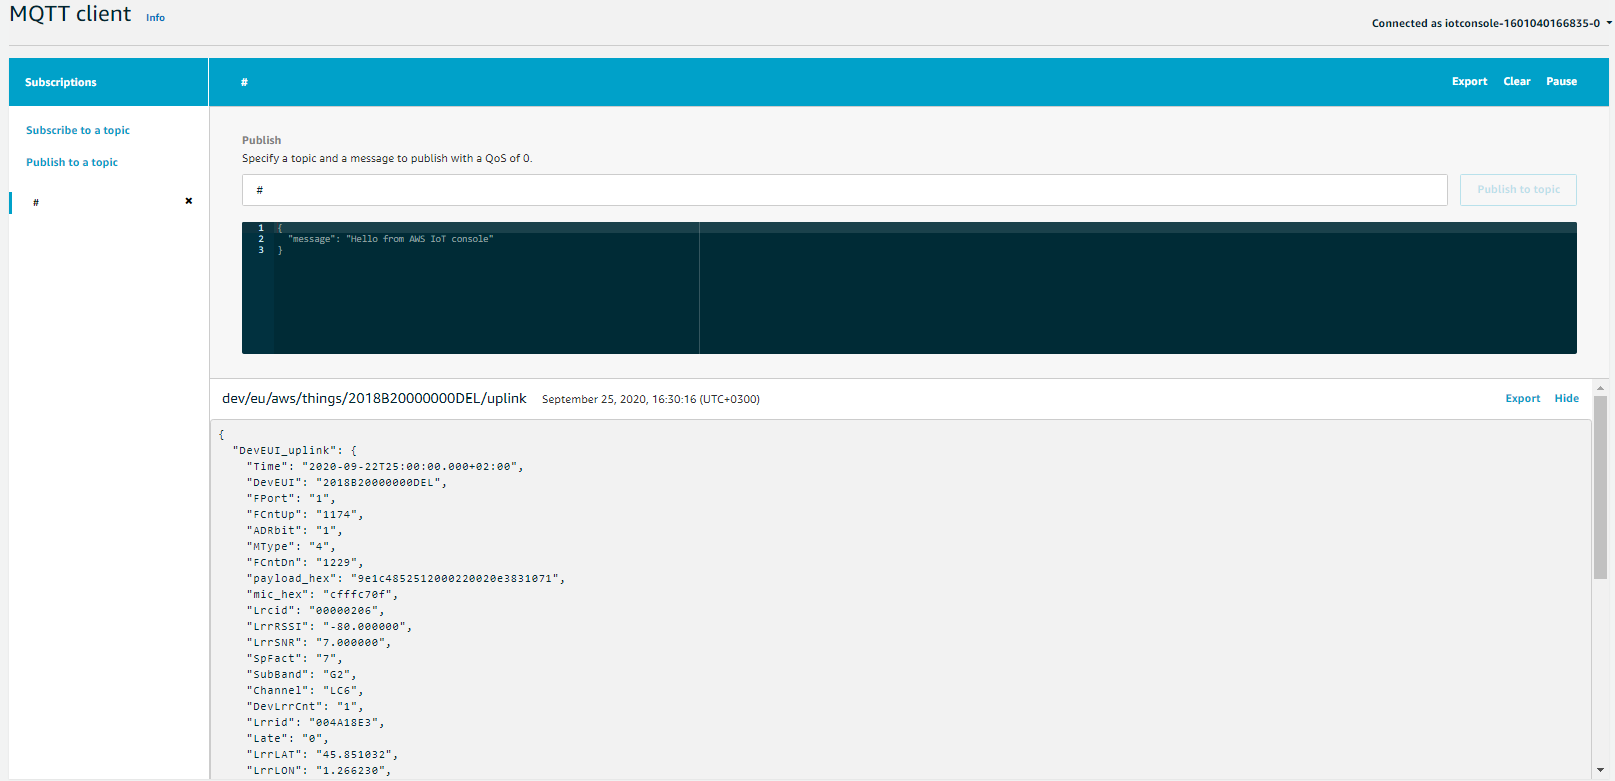 MQTT client Info
Connected as iotconsole-1601040166835-0
Subscriptions
# Export Clear Pause
Subscribe to a topic
Publish to a topic
#
Publish
Specify a topic and a message to publish with a QoS of 0.
# Publish to topic
1 {
2 "message": "Hello from AWS IoT console"
3 }
dev/eu/aws/things/2018B20000000DEL/uplink September 25, 2020, 16:30:16 (UTC+0300) Export Hide
{
"DevEUI_uplink": {
"Time": "2020-09-22T25:00:00.000+02:00",
"DevEUI": "2018B20000000DEL",
"FPort": "1",
"FCntUp": "1174",
"ADRbit": "1",
"MType": "4",
"FCntDn": "1229",
"payload_hex": "9e1c4852512000220020e3831071",
"mic_hex": "cfffc70f",
"Lrcid": "00000206",
"LrrRSSI": "-80.000000",
"LrrSNR": "7.000000",
"SpFact": "7",
"SubBand": "G2",
"Channel": "LC6",
"DevLrrCnt": "1",
"Lrrid": "004A18E3",
"Late": "0",
"LrrLAT": "45.851032",
"LrrLON": "1.266230",